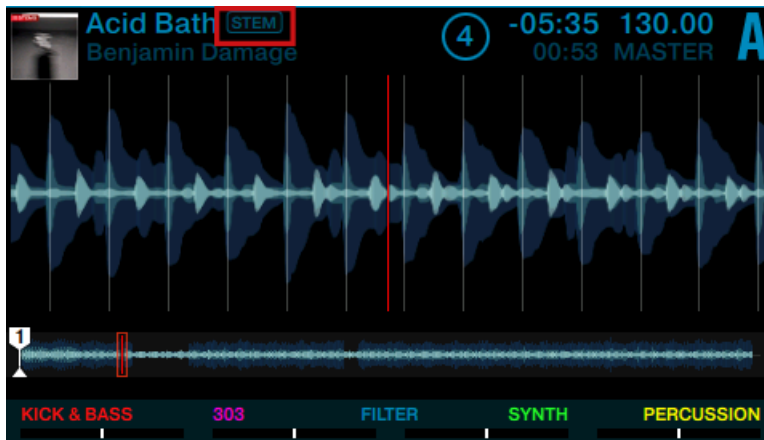 Acid Bath STEM 4 -05:35 130.00 A
Benjamin Damage 00:53 MASTER
1
KICK & BASS 303 FILTER SYNTH PERCUSSION